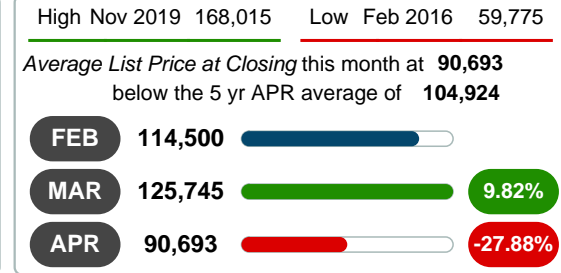 High Nov 2019 168,015 Low Feb 2016 59,775
Average List Price at Closing this month at 90,693
below the 5 yr APR average of 104,924
FEB 114,500
MAR 125,745 9.82%
APR 90,693 -27.88%